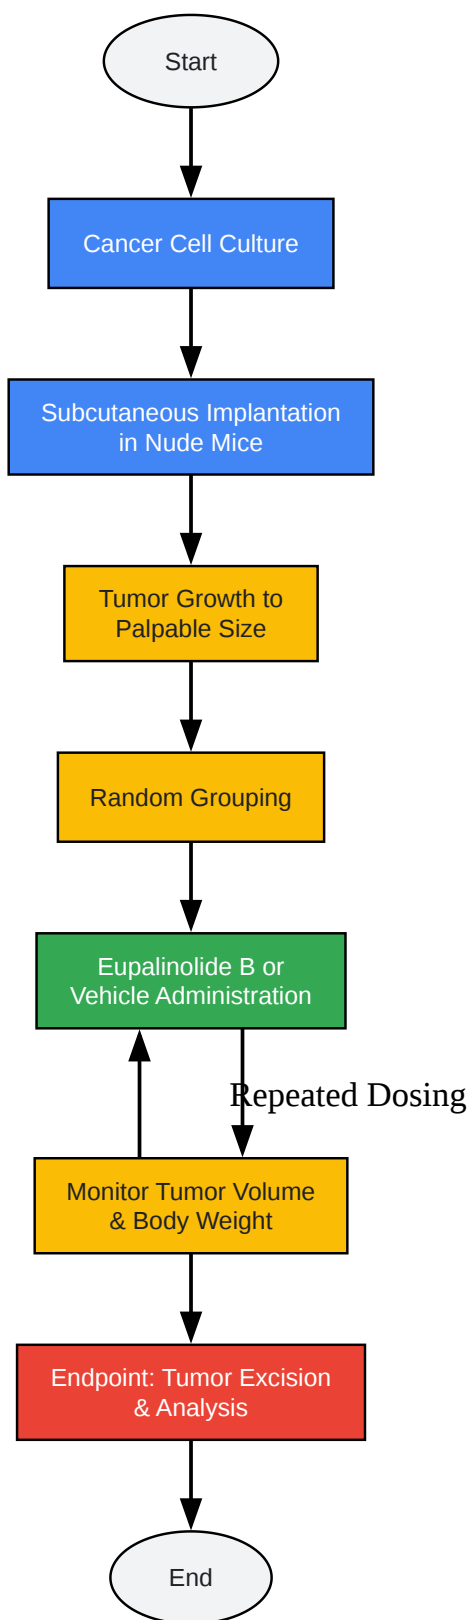 Start
Cancer Cell Culture
Subcutaneous Implantation
in Nude Mice
Tumor Growth to
Palpable Size
Random Grouping
Eupalinolide B or
Vehicle Administration
Repeated Dosing
Monitor Tumor Volume
& Body Weight
Endpoint: Tumor Excision
& Analysis
End